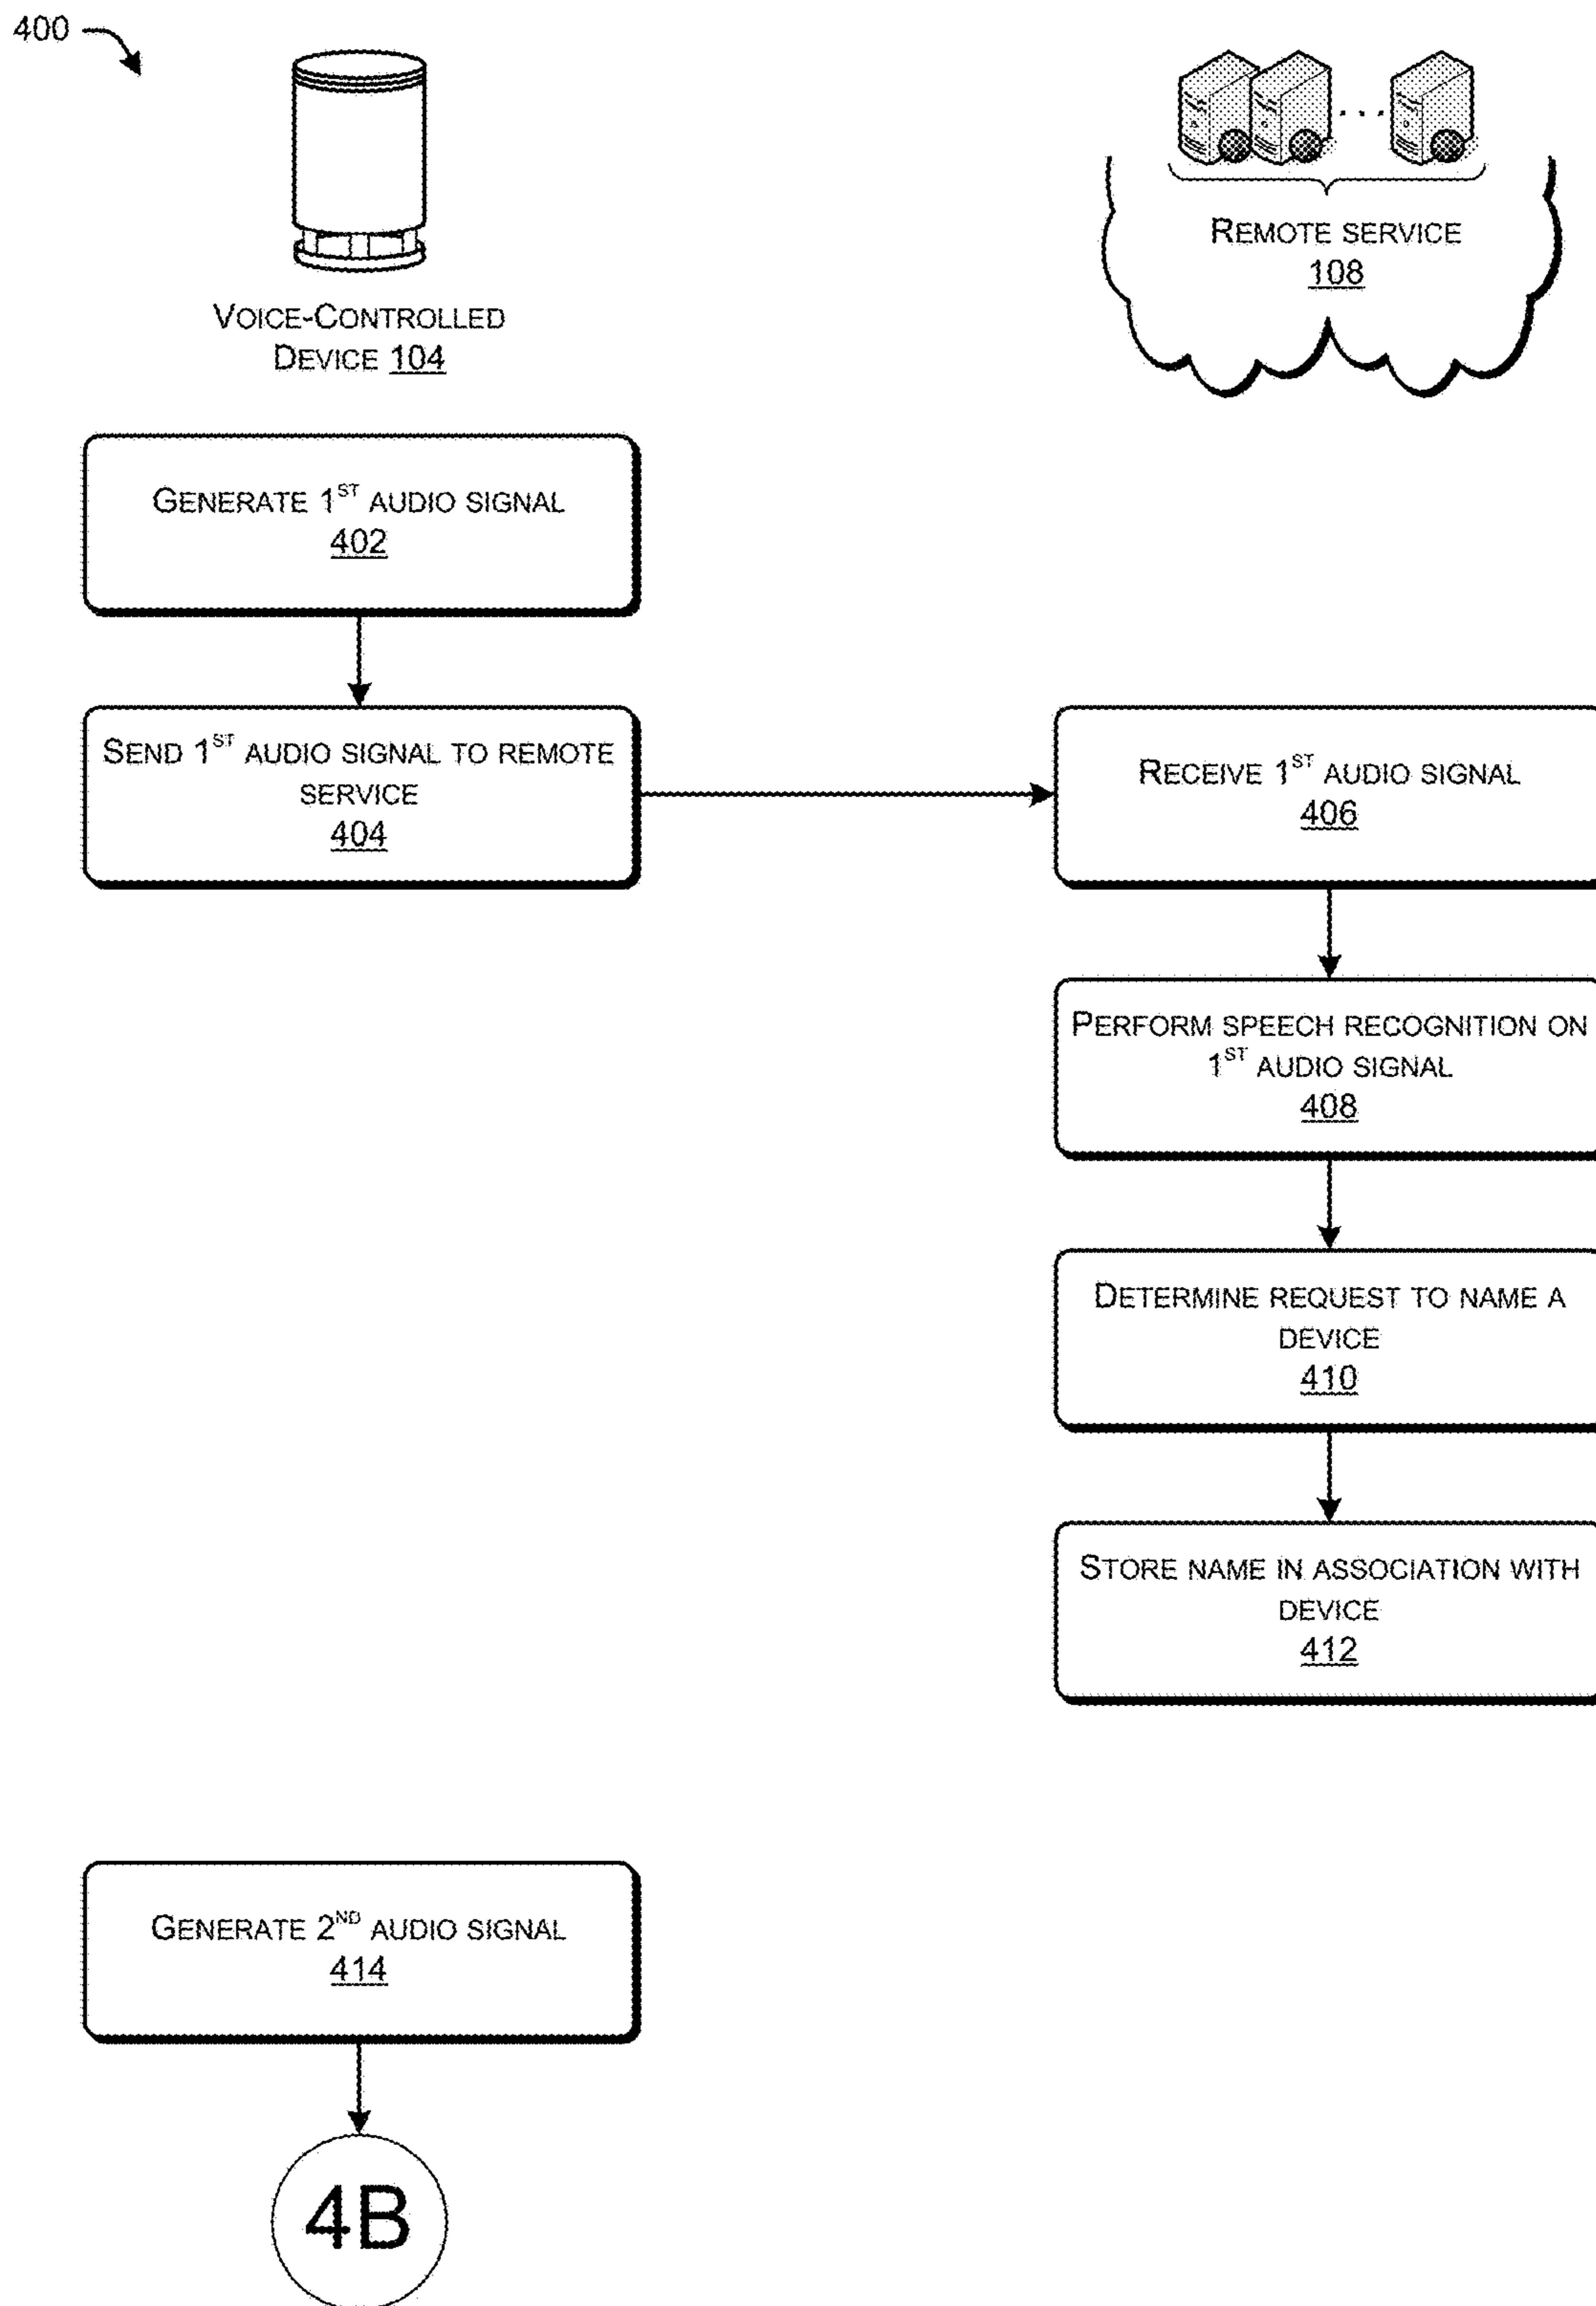 400
REMOTE SERVICE
108
VOICE-CONTROLLED
DEVICE 104
GENERATE 1ST AUDIO SIGNAL
402
SEND 1ST AUDIO SIGNAL TO REMOTE
SERVICE
404
RECEIVE 1ST AUDIO SIGNAL
406
PERFORM SPEECH RECOGNITION ON
1ST AUDIO SIGNAL
408
DETERMINE REQUEST TO NAME A
DEVICE
410
STORE NAME IN ASSOCIATION WITH
DEVICE
412
GENERATE 2ND AUDIO SIGNAL
414
4B